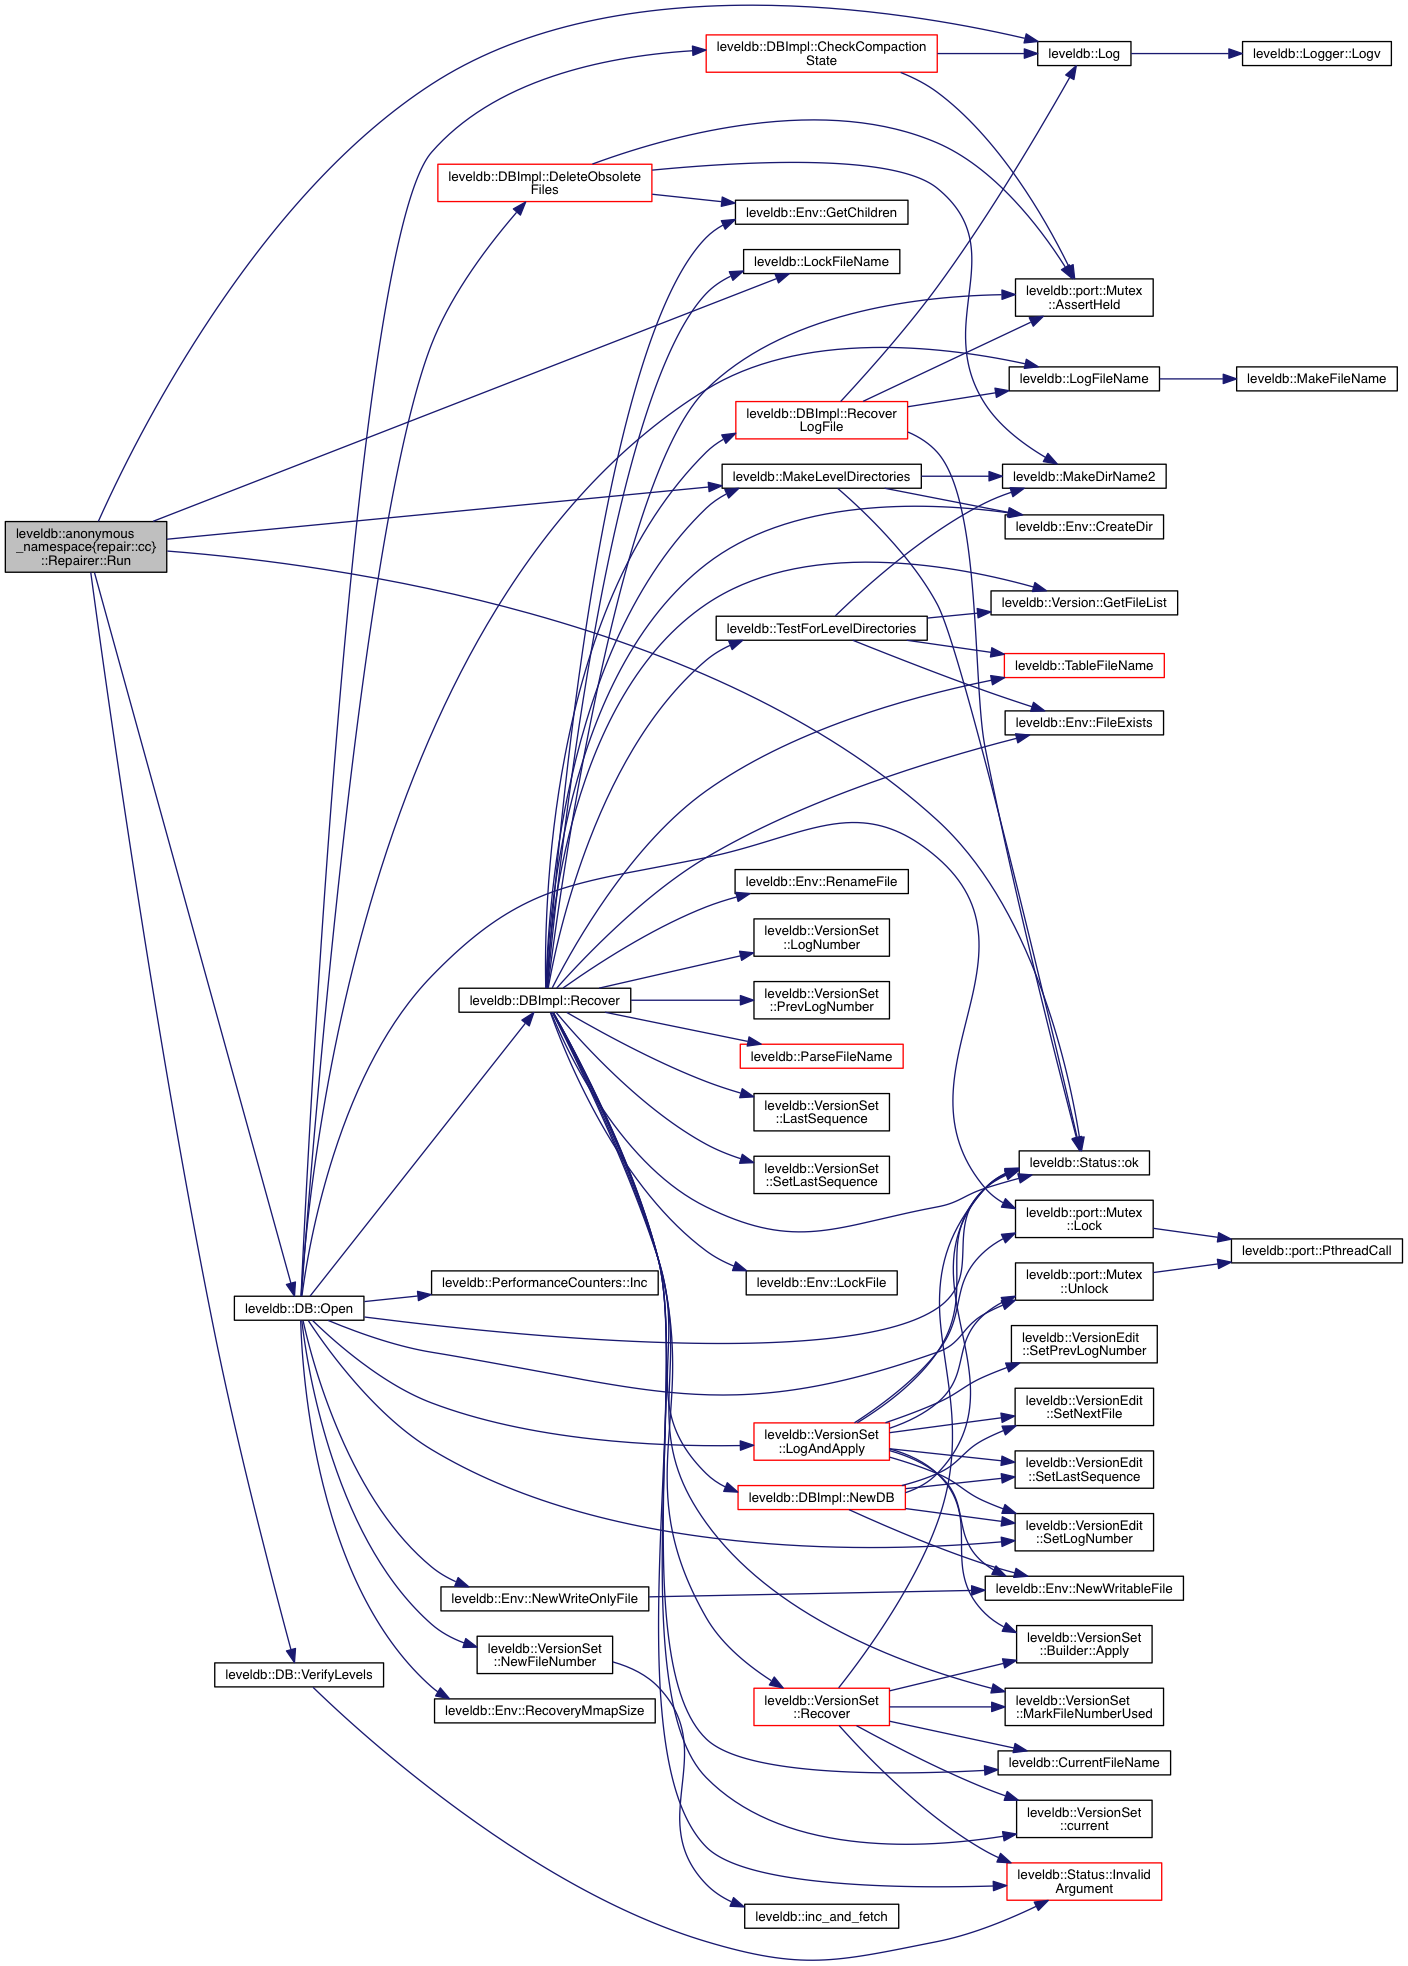 leveldb::Log
leveldb::Logger::Logv
leveldb::DBImpl::CheckCompaction
State
leveldb::DBImpl::DeleteObsolete
Files
leveldb::Env::GetChildren
leveldb::LockFileName
leveldb::port::Mutex
::AssertHeld
leveldb::LogFileName
leveldb::MakeFileName
leveldb::DBImpl::Recover
LogFile
leveldb::MakeLevelDirectories
leveldb::MakeDirName2
leveldb::Env::CreateDir
leveldb::anonymous
_namespace{repair::cc}
::Repairer::Run
leveldb::Version::GetFileList
leveldb::TestForLevelDirectories
leveldb::TableFileName
leveldb::Env::FileExists
leveldb::Env::RenameFile
leveldb::VersionSet
::LogNumber
leveldb::DBImpl::Recover
leveldb::VersionSet
::PrevLogNumber
leveldb::ParseFileName
leveldb::VersionSet
::LastSequence
leveldb::VersionSet
::SetLastSequence
leveldb::Status::ok
leveldb::port::Mutex
::Lock
leveldb::port::PthreadCall
leveldb::Env::LockFile
leveldb::PerformanceCounters::Inc
leveldb::port::Mutex
::Unlock
leveldb::DB::Open
leveldb::VersionEdit
::SetPrevLogNumber
leveldb::VersionEdit
::SetNextFile
leveldb::VersionSet
::LogAndApply
leveldb::VersionEdit
::SetLastSequence
leveldb::DBImpl::NewDB
leveldb::VersionEdit
::SetLogNumber
leveldb::Env::NewWritableFile
leveldb::Env::NewWriteOnlyFile
leveldb::VersionSet
::Builder::Apply
leveldb::VersionSet
::NewFileNumber
leveldb::DB::VerifyLevels
leveldb::Env::RecoveryMmapSize
leveldb::VersionSet
::Recover
leveldb::VersionSet
::MarkFileNumberUsed
leveldb::CurrentFileName
leveldb::VersionSet
::current
leveldb::Status::Invalid
Argument
leveldb::inc_and_fetch